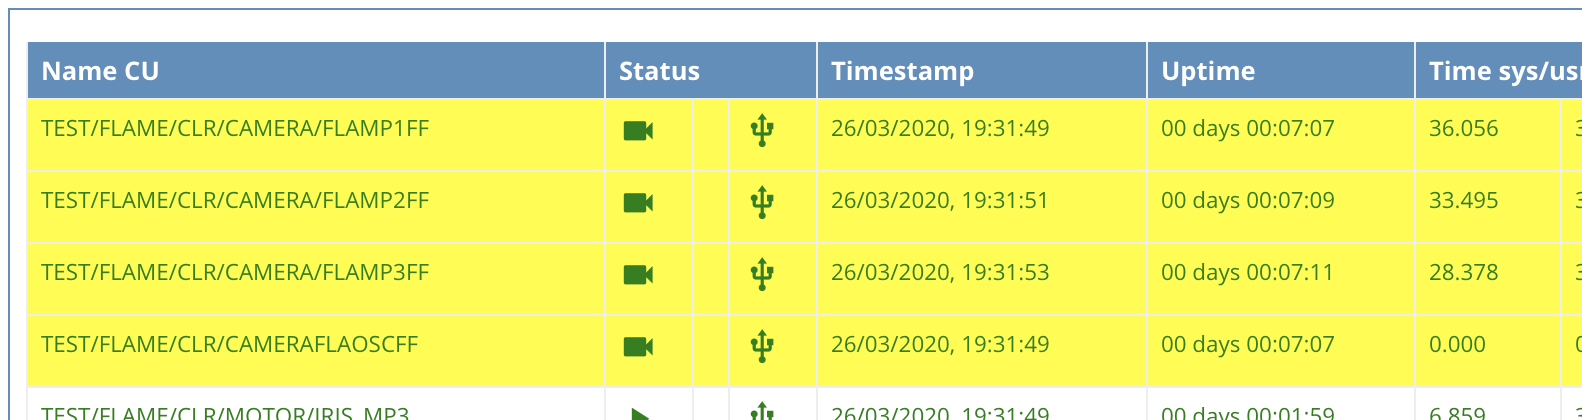 Name CU Status Timestamp Uptime Time sys/usr
TEST/FLAME/CLR/CAMERA/FLAMP1FF 26/03/2020, 19:31:49 00 days 00:07:07 36.056
TEST/FLAME/CLR/CAMERA/FLAMP2FF 26/03/2020, 19:31:51 00 days 00:07:09 33.495
TEST/FLAME/CLR/CAMERA/FLAMP3FF 26/03/2020, 19:31:53 00 days 00:07:11 28.378
TEST/FLAME/CLR/CAMERAFLAOSCFF 26/03/2020, 19:31:49 00 days 00:07:07 0.000
TEST/FLAME/CLR/MOTOR/IRIS_MP3 26/03/2020, 19:31:49 00 days 00:01:59 6.859